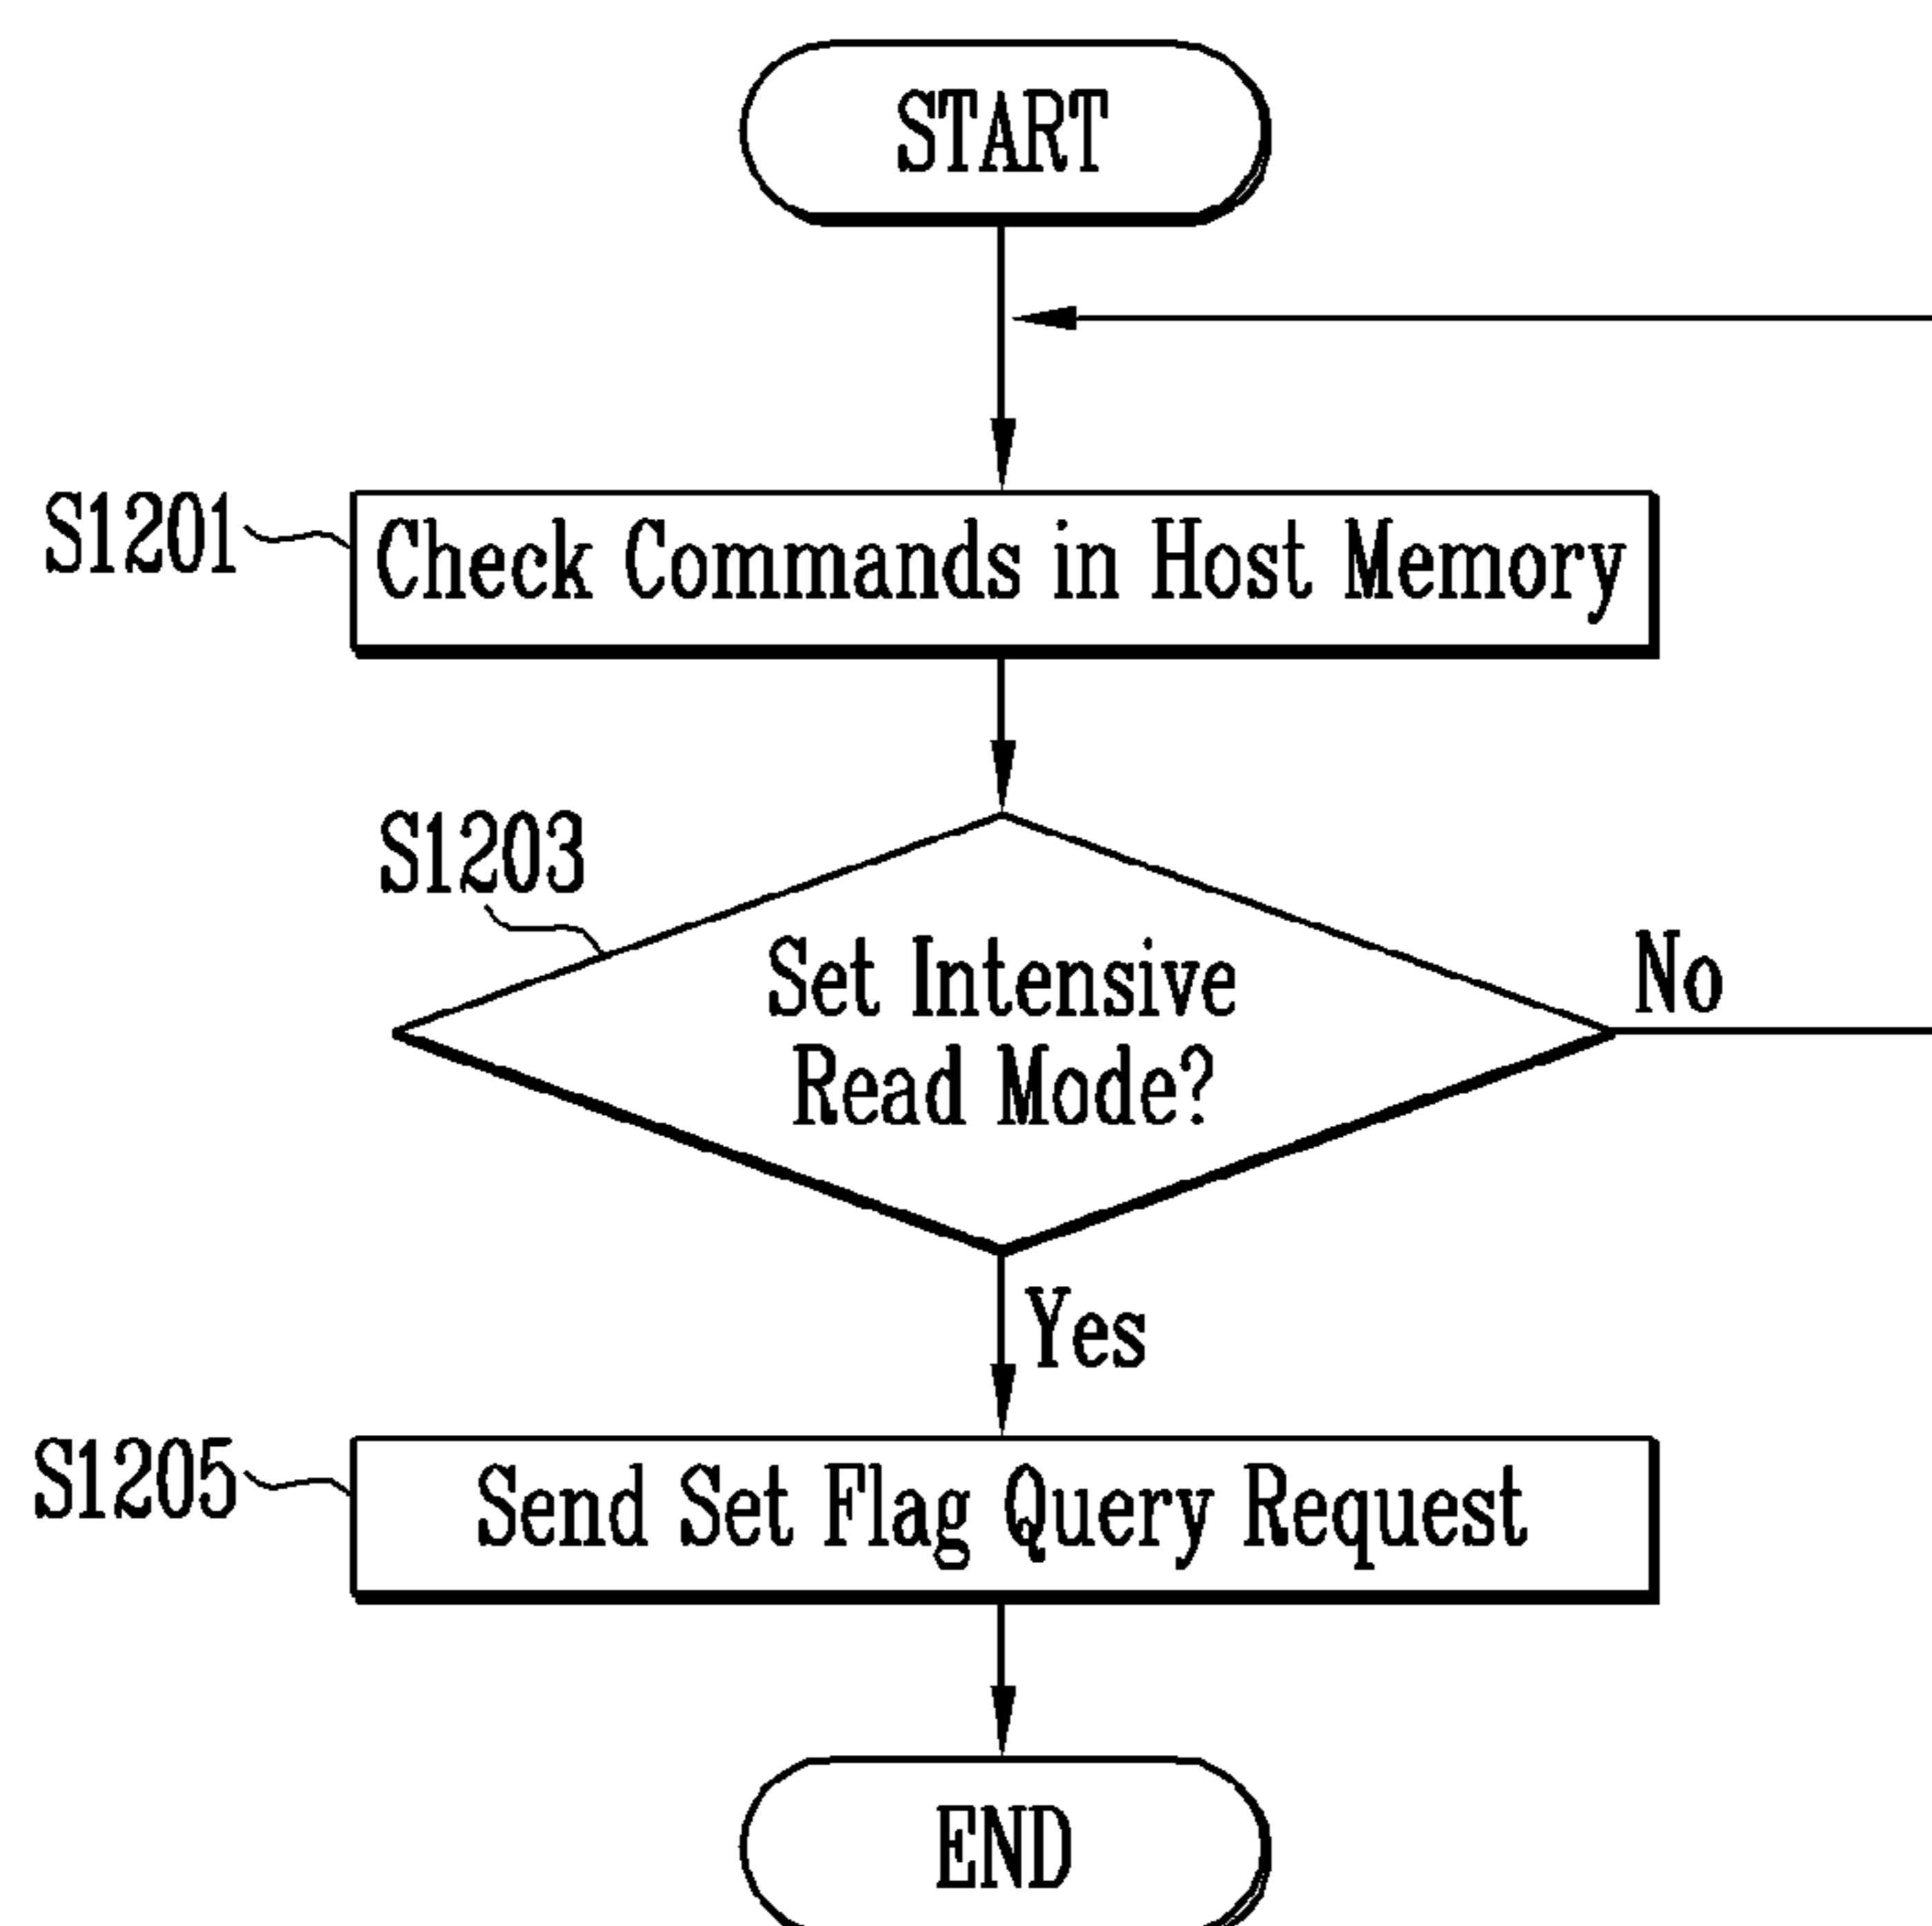 START
S1201
Check Commands in Host Memory
S1203
Set Intensive
Read Mode?
No
Yes
S1205
Send Set Flag Query Request
END